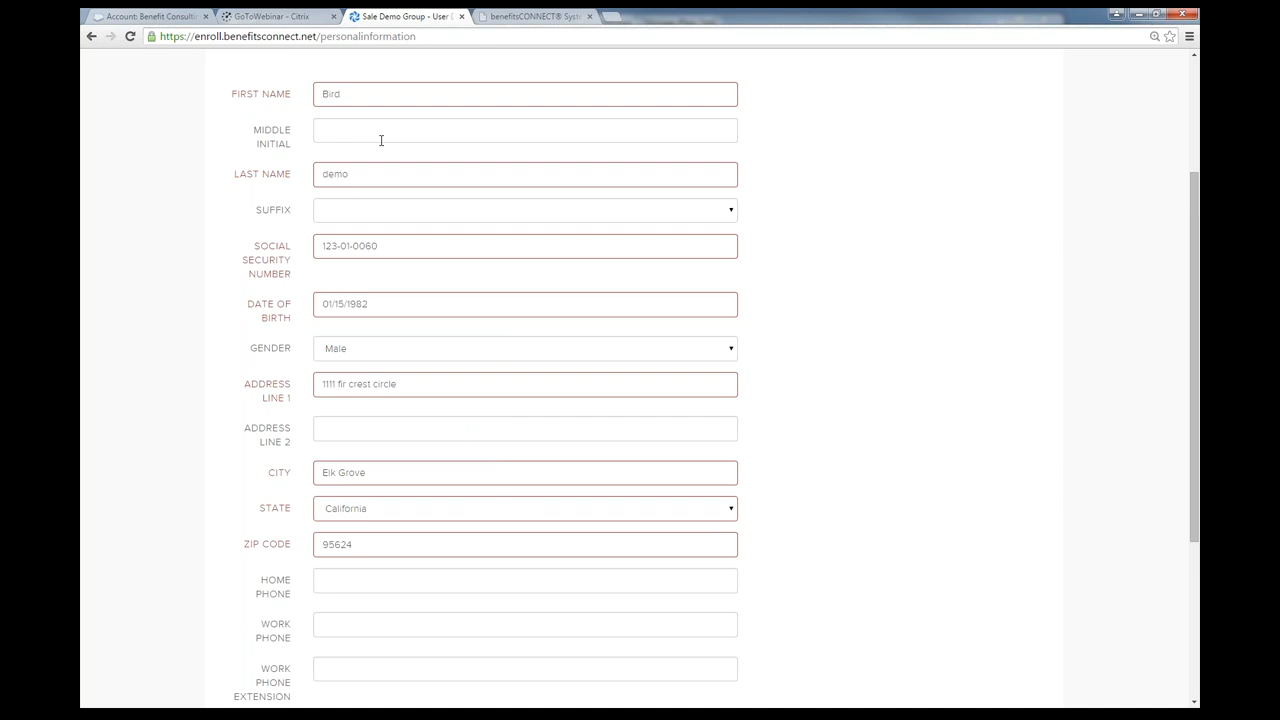 Account: Benefit Consulti
GoToWebinar - Citrix
Sale Demo Group - User D
benefitsCONNECT® Syst
https://enroll.benefitsconnect.net/personalinformation
FIRST NAME
Bird
MIDDLE
INITIAL
LAST NAME
demo
SUFFIX
SOCIAL
SECURITY
NUMBER
123-01-0060
DATE OF
BIRTH
01/15/1982
GENDER
Male
ADDRESS
LINE 1
1111 fir crest circle
ADDRESS
LINE 2
CITY
Elk Grove
STATE
California
ZIP CODE
95624
HOME
PHONE
WORK
PHONE
WORK
PHONE
EXTENSION